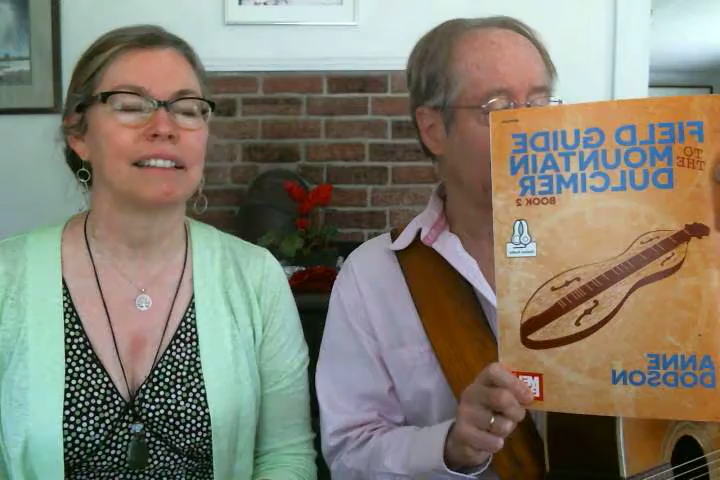 FIELD GUIDE
TO THE
MOUNTAIN
DULCIMER
BOOK 2
ANNE
DODSON